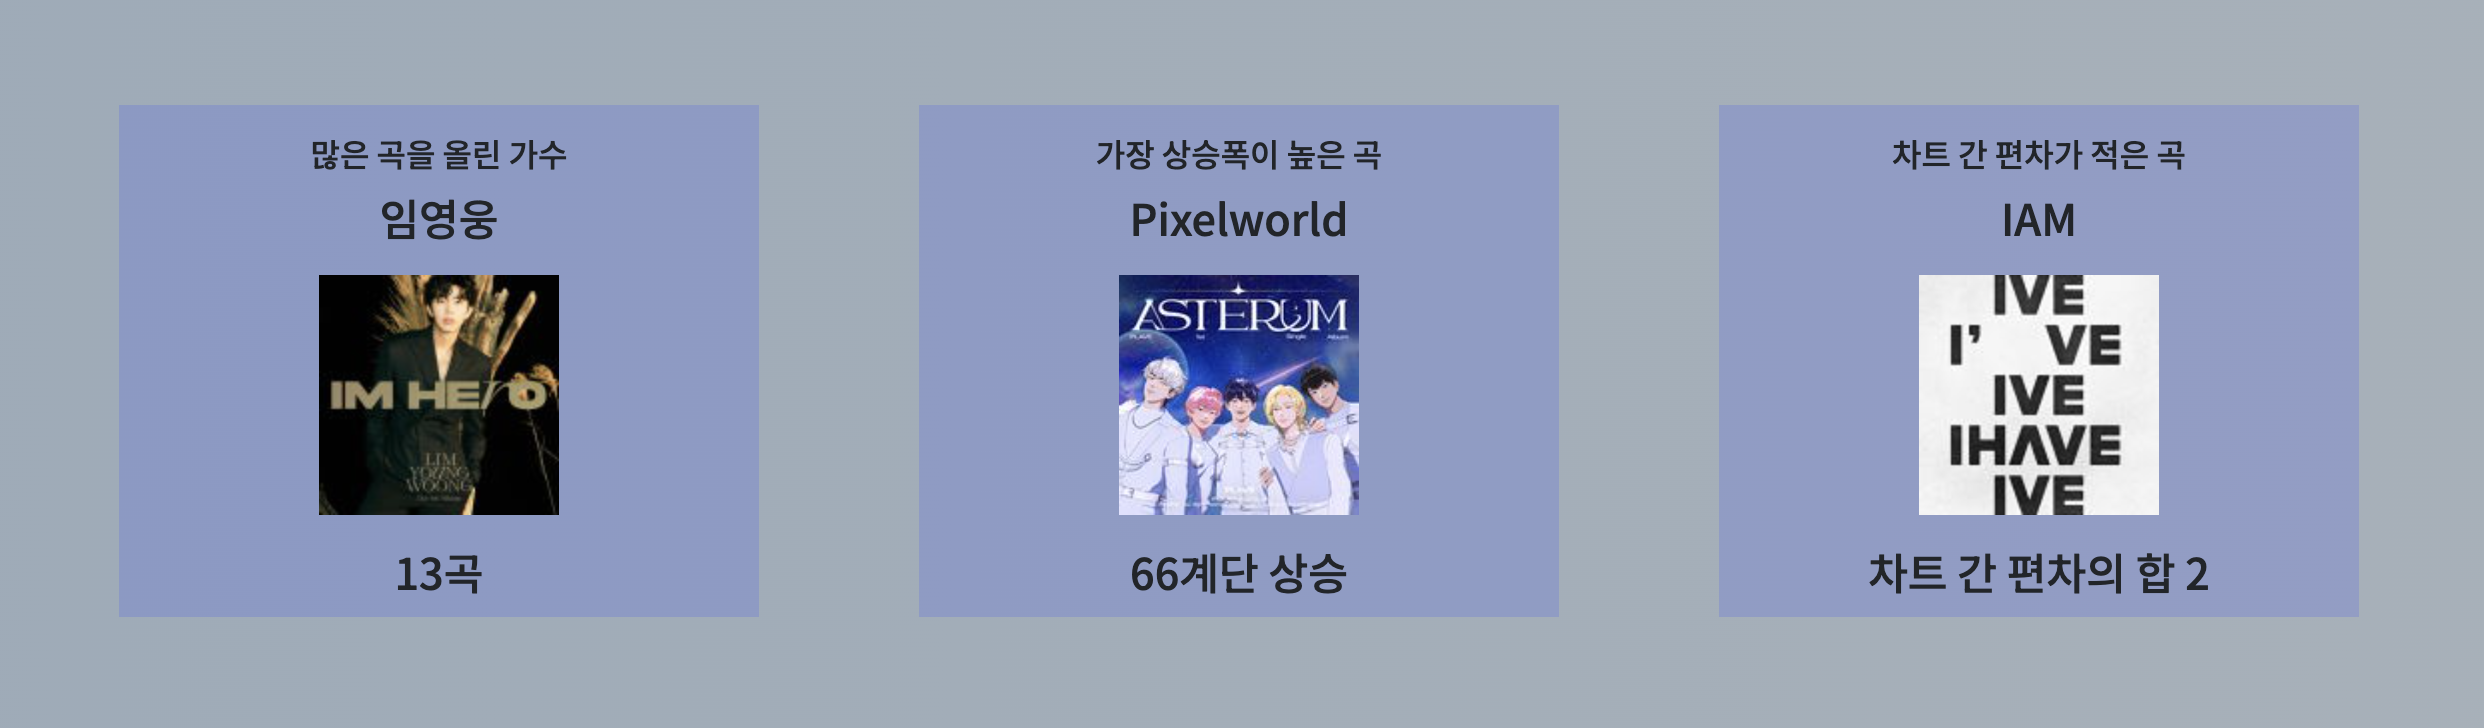 많은 곡을 올린 가수
임영웅
IM HERO
LIM
YOUNG
WOONG
13곡
가장 상승폭이 높은 곡
Pixelworld
ASTERUM
PLAVE 1st Single Album
66계단 상승
차트 간 편차가 적은 곡
IAM
IVE
I' VE
IVE
IHAVE
IVE
차트 간 편차의 합 2